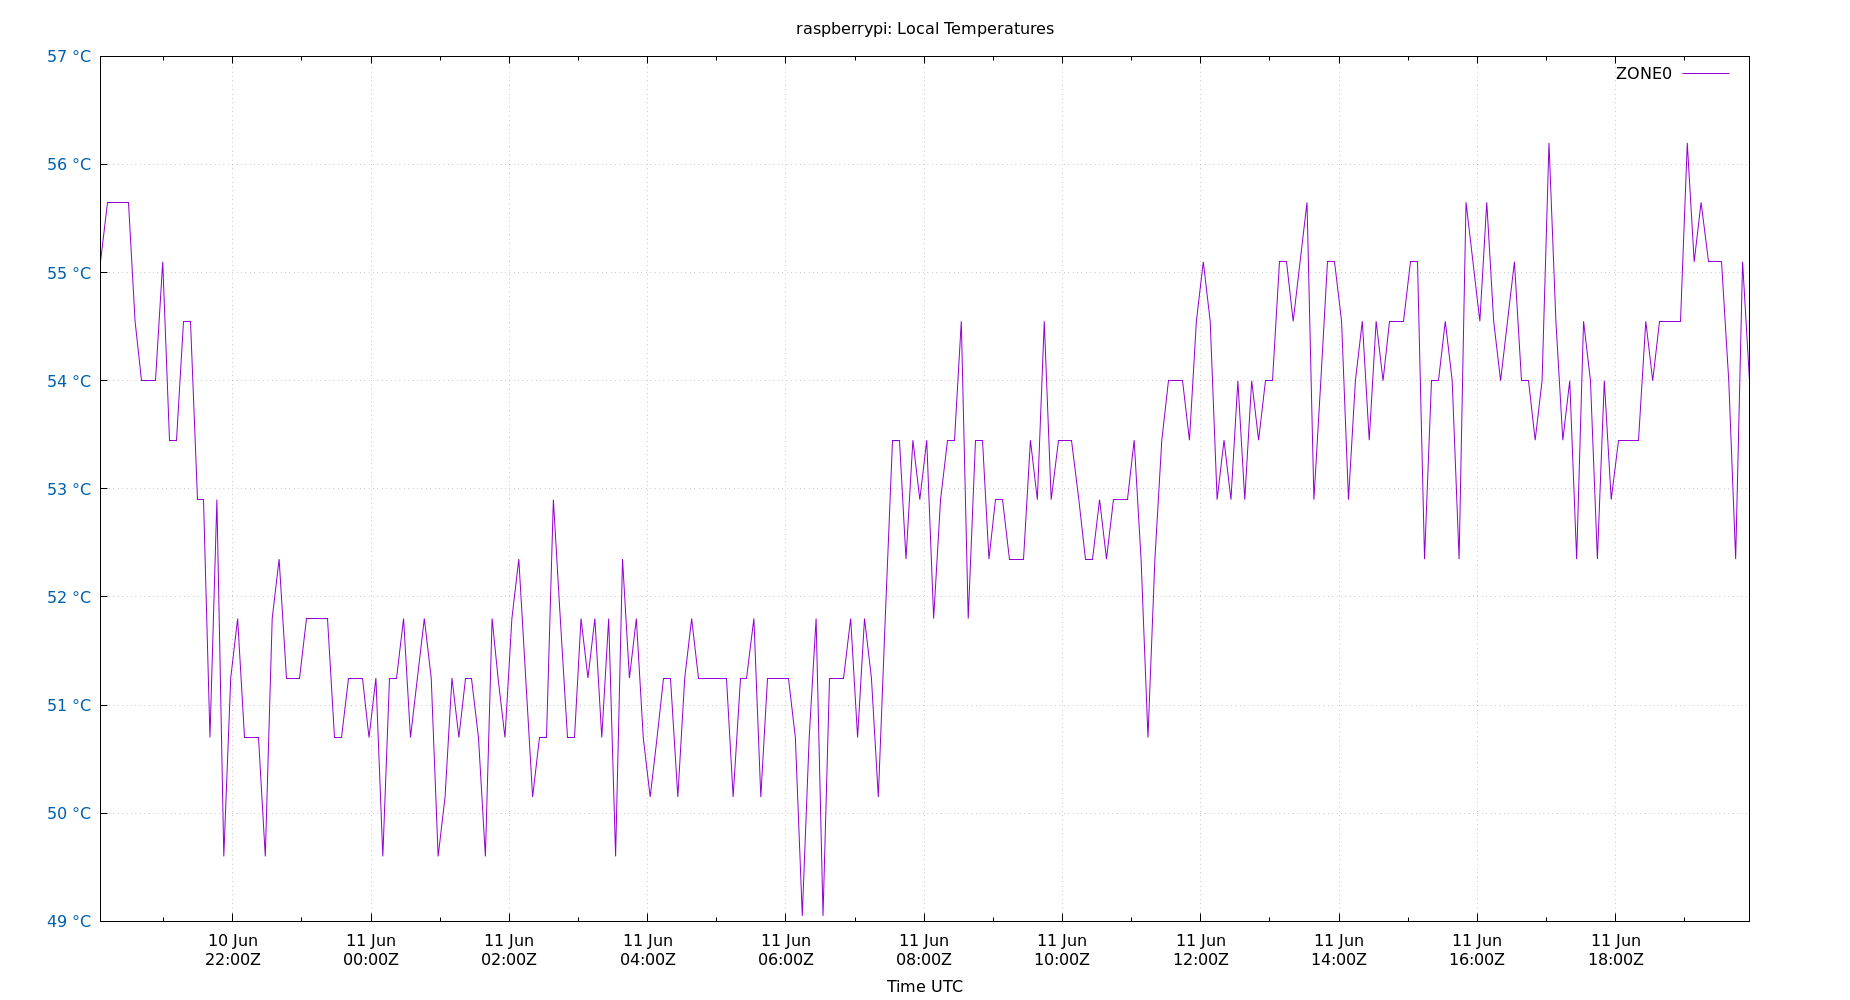 raspberrypi: Local Temperatures
57 °C
ZONE0
56 °C
55 °C
54 °C
53 °C
52 °C
51 °C
50 °C
49 °C
10 Jun 11 Jun 11 Jun 11 Jun 11 Jun 11 Jun 11 Jun 11 Jun 11 Jun 11 Jun 11 Jun
22:00Z 00:00Z 02:00Z 04:00Z 06:00Z 08:00Z 10:00Z 12:00Z 14:00Z 16:00Z 18:00Z
Time UTC